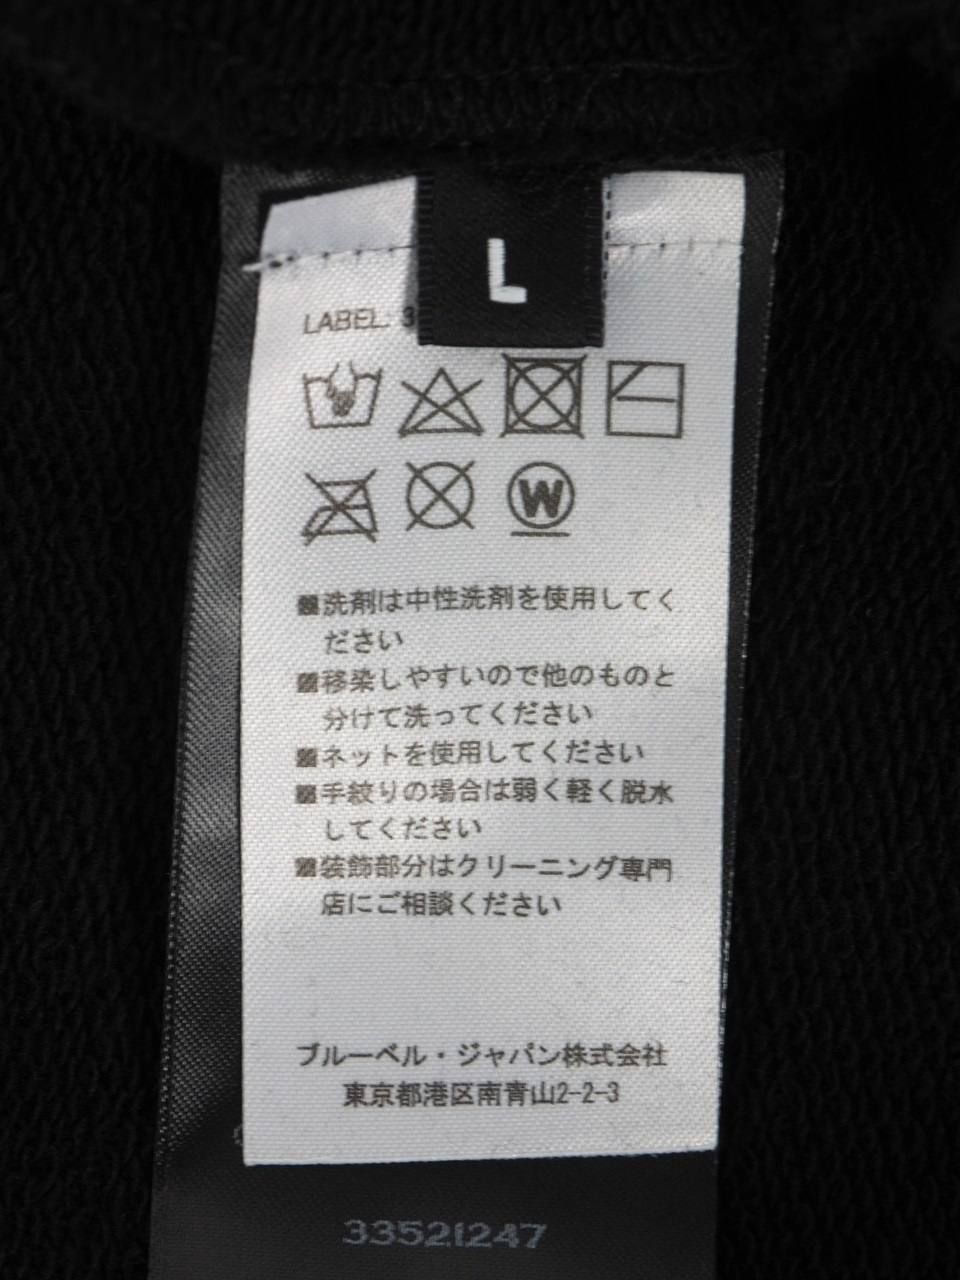 L
LABEL: 3
W
■洗剤は中性洗剤を使用してく
ださい
■移染しやすいので他のものと
分けて洗ってください
■ネットを使用してください
■手絞りの場合は弱く軽く脱水
してください
■装飾部分はクリーニング専門
店にご相談ください
ブルーベル・ジャパン株式会社
東京都港区南青山2-2-3
33521247